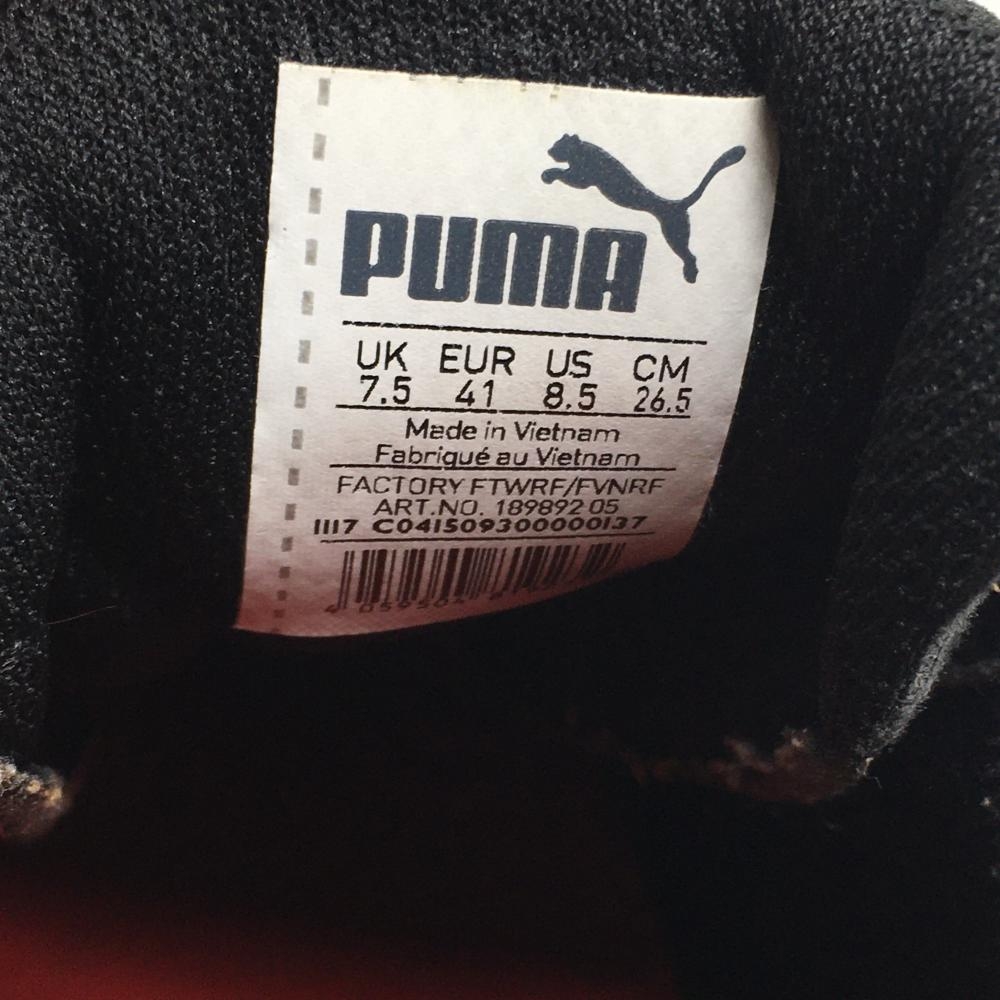 PUMA
UK EUR US CM
7.5 41 8.5 26.5
Made in Vietnam
Fabriqué au Vietnam
FACTORY FTWRF/FVNRF
ART.NO. 189892 05
1117 C041509300000137